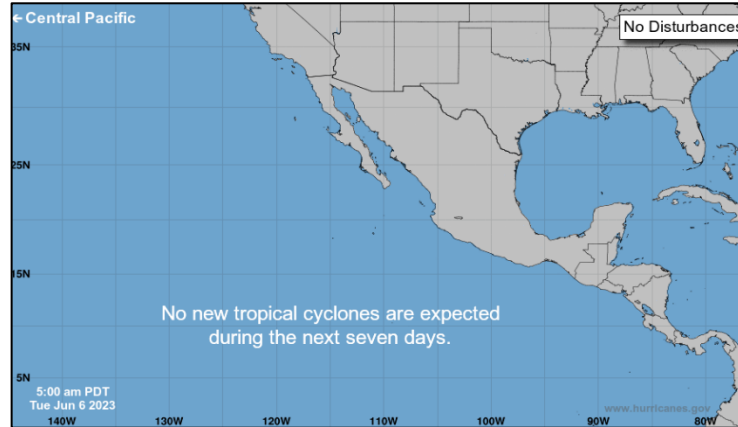 ← Central Pacific
No Disturbances
35N
25N
15N
No new tropical cyclones are expected
during the next seven days.
5N
5:00 am PDT
Tue Jun 6 2023
www.hurricanes.gov
140W 130W 120W 110W 100W 90W 80W